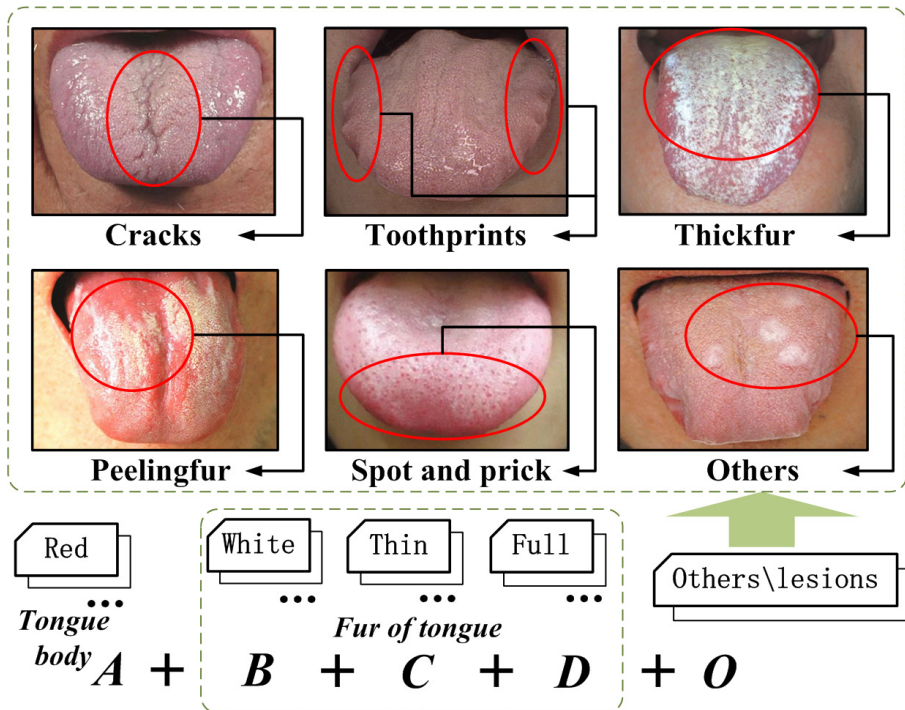 Cracks
Toothprints
Thickfur
Peelingfur
Spot and prick
Others
Red
White
Thin
Full
Others\lesions
•••
•••
•••
•••
Tongue body
Fur of tongue
A + B + C + D + O